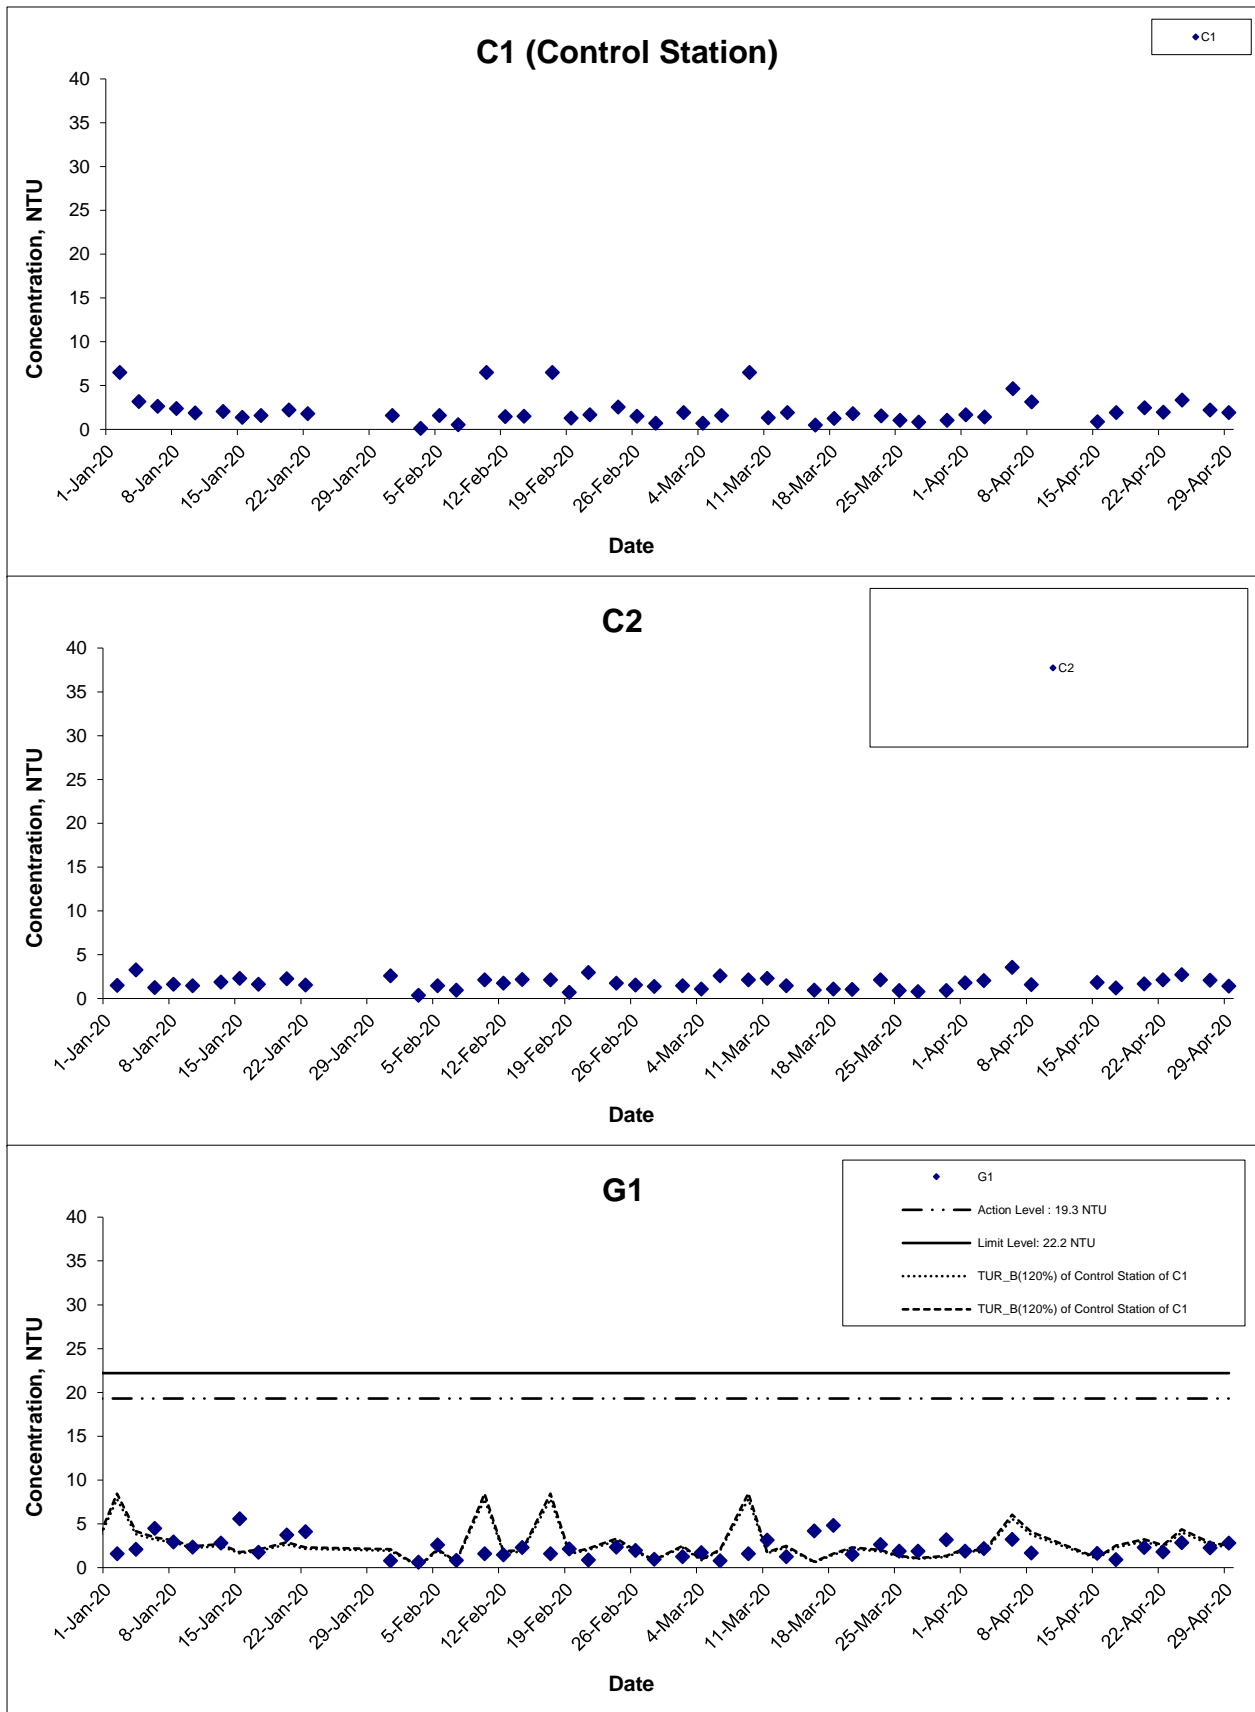 C1 (Control Station)
C1
Concentration, NTU
40
35
30
25
20
15
10
5
0
1-Jan-20
8-Jan-20
15-Jan-20
22-Jan-20
29-Jan-20
5-Feb-20
12-Feb-20
19-Feb-20
26-Feb-20
4-Mar-20
11-Mar-20
18-Mar-20
25-Mar-20
1-Apr-20
8-Apr-20
15-Apr-20
22-Apr-20
29-Apr-20
Date
C2
C2
Concentration, NTU
40
35
30
25
20
15
10
5
0
1-Jan-20
8-Jan-20
15-Jan-20
22-Jan-20
29-Jan-20
5-Feb-20
12-Feb-20
19-Feb-20
26-Feb-20
4-Mar-20
11-Mar-20
18-Mar-20
25-Mar-20
1-Apr-20
8-Apr-20
15-Apr-20
22-Apr-20
29-Apr-20
Date
G1
G1
Action Level : 19.3 NTU
Limit Level: 22.2 NTU
TUR_B(120%) of Control Station of C1
TUR_B(120%) of Control Station of C1
Concentration, NTU
40
35
30
25
20
15
10
5
0
1-Jan-20
8-Jan-20
15-Jan-20
22-Jan-20
29-Jan-20
5-Feb-20
12-Feb-20
19-Feb-20
26-Feb-20
4-Mar-20
11-Mar-20
18-Mar-20
25-Mar-20
1-Apr-20
8-Apr-20
15-Apr-20
22-Apr-20
29-Apr-20
Date